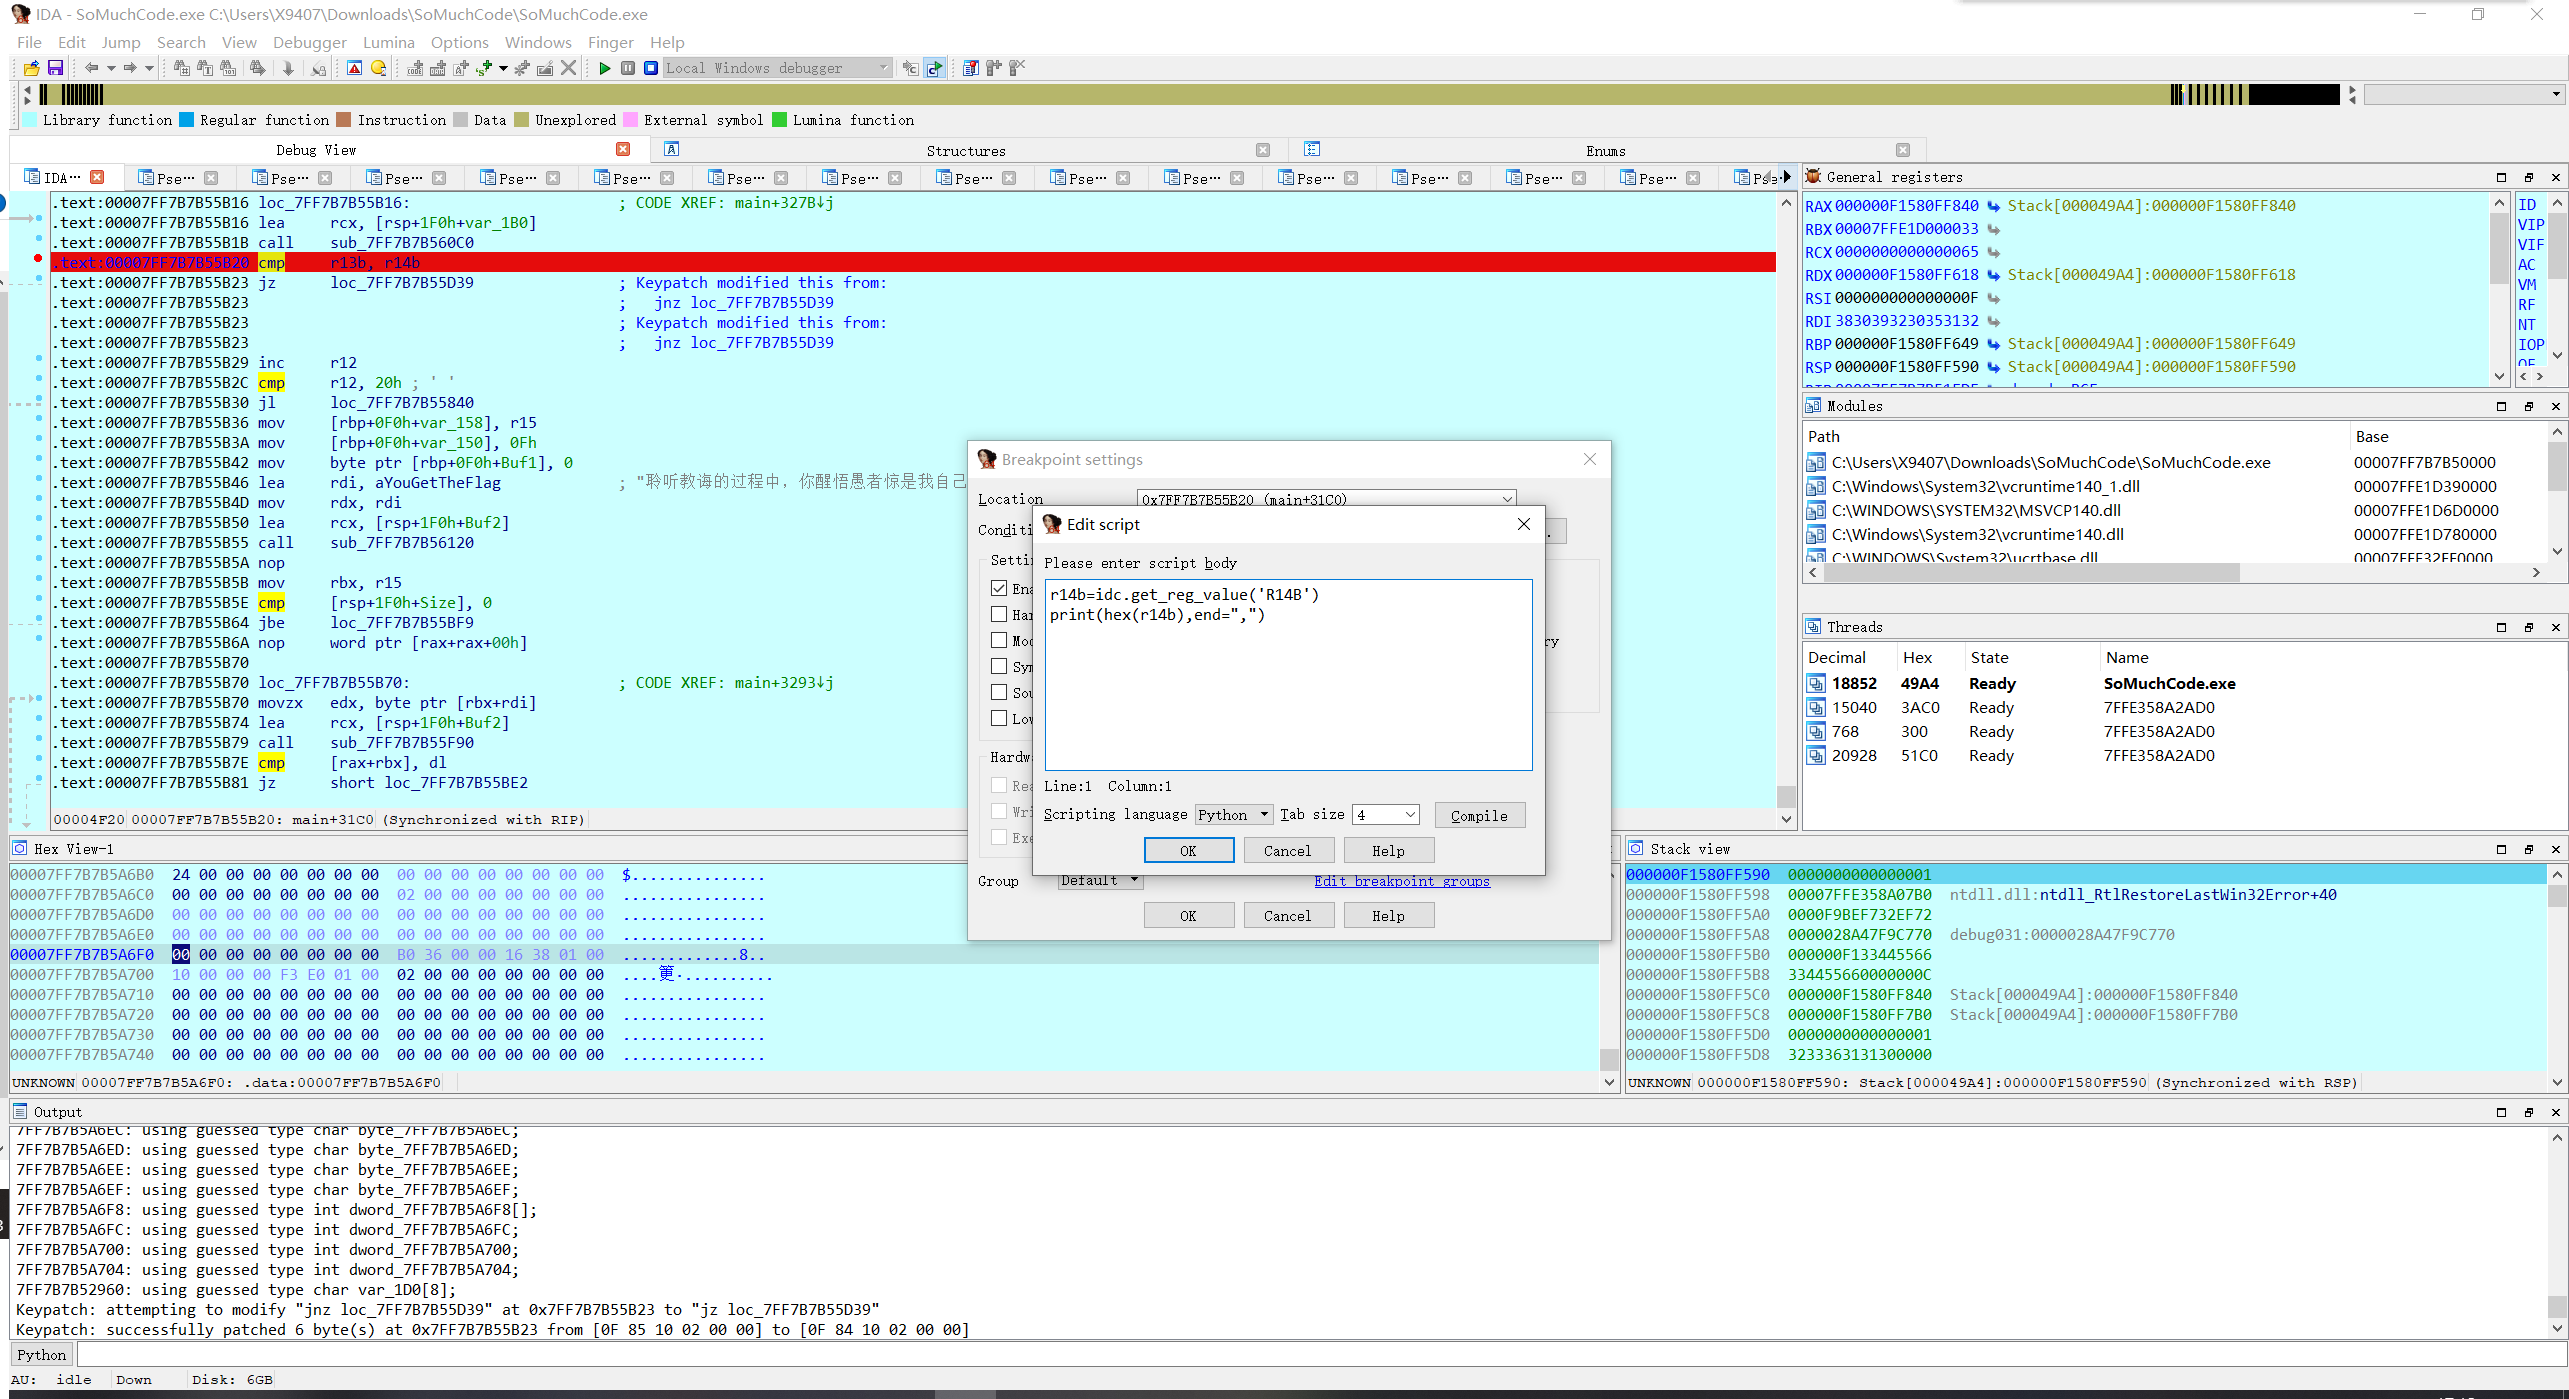 IDA - SoMuchCode.exe C:\Users\X9407\Downloads\SoMuchCode\SoMuchCode.exe
File Edit Jump Search View Debugger Lumina Options Windows Finger Help
Local Windows debugger
Library function Regular function Instruction Data Unexplored External symbol Lumina function
Debug View Structures Enums
IDA··· Pse··· Pse··· Pse··· Pse··· Pse··· Pse··· Pse··· Pse··· Pse··· Pse··· Pse··· Pse··· Pse··· Pse···
.text:00007FF7B7B55B16 loc_7FF7B7B55B16: ; CODE XREF: main+327B↓j
.text:00007FF7B7B55B16 lea rcx, [rsp+1F0h+var_1B0]
.text:00007FF7B7B55B1B call sub_7FF7B7B560C0
.text:00007FF7B7B55B20 cmp r13b, r14b
.text:00007FF7B7B55B23 jz loc_7FF7B7B55D39 ; Keypatch modified this from:
.text:00007FF7B7B55B23 ; jnz loc_7FF7B7B55D39
.text:00007FF7B7B55B23 ; Keypatch modified this from:
.text:00007FF7B7B55B23 ; jnz loc_7FF7B7B55D39
.text:00007FF7B7B55B29 inc r12
.text:00007FF7B7B55B2C cmp r12, 20h ; ' '
.text:00007FF7B7B55B30 jl loc_7FF7B7B55840
.text:00007FF7B7B55B36 mov [rbp+0F0h+var_158], r15
.text:00007FF7B7B55B3A mov [rbp+0F0h+var_150], 0Fh
.text:00007FF7B7B55B42 mov byte ptr [rbp+0F0h+Buf1], 0
.text:00007FF7B7B55B46 lea rdi, aYouGetTheFlag ; "聆听教诲的过程中，你醒悟愚者惊是我自己
.text:00007FF7B7B55B4D mov rdx, rdi
.text:00007FF7B7B55B50 lea rcx, [rsp+1F0h+Buf2]
.text:00007FF7B7B55B55 call sub_7FF7B7B56120
.text:00007FF7B7B55B5A nop
.text:00007FF7B7B55B5B mov rbx, r15
.text:00007FF7B7B55B5E cmp [rsp+1F0h+Size], 0
.text:00007FF7B7B55B64 jbe loc_7FF7B7B55BF9
.text:00007FF7B7B55B6A nop word ptr [rax+rax+00h]
.text:00007FF7B7B55B70
.text:00007FF7B7B55B70 loc_7FF7B7B55B70: ; CODE XREF: main+3293↓j
.text:00007FF7B7B55B70 movzx edx, byte ptr [rbx+rdi]
.text:00007FF7B7B55B74 lea rcx, [rsp+1F0h+Buf2]
.text:00007FF7B7B55B79 call sub_7FF7B7B55F90
.text:00007FF7B7B55B7E cmp [rax+rbx], dl
.text:00007FF7B7B55B81 jz short loc_7FF7B7B55BE2
00004F20 00007FF7B7B55B20: main+31C0 (Synchronized with RIP)
General registers
RAX 000000F1580FF840 Stack[000049A4]:000000F1580FF840
RBX 00007FFE1D000033
RCX 0000000000000065
RDX 000000F1580FF618 Stack[000049A4]:000000F1580FF618
RSI 000000000000000F
RDI 3830393230353132
RBP 000000F1580FF649 Stack[000049A4]:000000F1580FF649
RSP 000000F1580FF590 Stack[000049A4]:000000F1580FF590
ID
VIP
VIF
AC
VM
RF
NT
IOP
Modules
Path Base
C:\Users\X9407\Downloads\SoMuchCode\SoMuchCode.exe 00007FF7B7B50000
C:\Windows\System32\vcruntime140_1.dll 00007FFE1D390000
C:\WINDOWS\SYSTEM32\MSVCP140.dll 00007FFE1D6D0000
C:\Windows\System32\vcruntime140.dll 00007FFE1D780000
C:\WINDOWS\System32\ucrtbase.dll 00007FFE32FF0000
Threads
Decimal Hex State Name
18852 49A4 Ready SoMuchCode.exe
15040 3AC0 Ready 7FFE358A2AD0
768 300 Ready 7FFE358A2AD0
20928 51C0 Ready 7FFE358A2AD0
Breakpoint settings
Location 0x7FF7B7B55B20 (main+31C0)
Conditi
Setti
Ena
Har
Mod
Sym
Sou
Low
ry
Hardw
Rea
Wri
Exe
Group Default Edit breakpoint groups
OK Cancel Help
Edit script
Please enter script body
r14b=idc.get_reg_value('R14B')
print(hex(r14b),end=",")
Line:1 Column:1
Scripting language Python Tab size 4 Compile
OK Cancel Help
Hex View-1
00007FF7B7B5A6B0 24 00 00 00 00 00 00 00 00 00 00 00 00 00 00 00 $...............
00007FF7B7B5A6C0 00 00 00 00 00 00 00 00 02 00 00 00 00 00 00 00 ................
00007FF7B7B5A6D0 00 00 00 00 00 00 00 00 00 00 00 00 00 00 00 00 ................
00007FF7B7B5A6E0 00 00 00 00 00 00 00 00 00 00 00 00 00 00 00 00 ................
00007FF7B7B5A6F0 00 00 00 00 00 00 00 00 B0 36 00 00 16 38 01 00 .............8..
00007FF7B7B5A700 10 00 00 00 F3 E0 01 00 02 00 00 00 00 00 00 00
00007FF7B7B5A710 00 00 00 00 00 00 00 00 00 00 00 00 00 00 00 00 ................
00007FF7B7B5A720 00 00 00 00 00 00 00 00 00 00 00 00 00 00 00 00 ................
00007FF7B7B5A730 00 00 00 00 00 00 00 00 00 00 00 00 00 00 00 00 ................
00007FF7B7B5A740 00 00 00 00 00 00 00 00 00 00 00 00 00 00 00 00 ................
UNKNOWN 00007FF7B7B5A6F0: .data:00007FF7B7B5A6F0
Stack view
000000F1580FF590 0000000000000001
000000F1580FF598 00007FFE358A07B0 ntdll.dll:ntdll_RtlRestoreLastWin32Error+40
000000F1580FF5A0 0000F9BEF732EF72
000000F1580FF5A8 0000028A47F9C770 debug031:0000028A47F9C770
000000F1580FF5B0 000000F133445566
000000F1580FF5B8 334455660000000C
000000F1580FF5C0 000000F1580FF840 Stack[000049A4]:000000F1580FF840
000000F1580FF5C8 000000F1580FF7B0 Stack[000049A4]:000000F1580FF7B0
000000F1580FF5D0 0000000000000001
000000F1580FF5D8 3233363131300000
UNKNOWN 000000F1580FF590: Stack[000049A4]:000000F1580FF590 (Synchronized with RSP)
Output
7FF7B7B5A6EC: using guessed type char byte_7FF7B7B5A6EC;
7FF7B7B5A6ED: using guessed type char byte_7FF7B7B5A6ED;
7FF7B7B5A6EE: using guessed type char byte_7FF7B7B5A6EE;
7FF7B7B5A6EF: using guessed type char byte_7FF7B7B5A6EF;
7FF7B7B5A6F8: using guessed type int dword_7FF7B7B5A6F8[];
7FF7B7B5A6FC: using guessed type int dword_7FF7B7B5A6FC;
7FF7B7B5A700: using guessed type int dword_7FF7B7B5A700;
7FF7B7B5A704: using guessed type int dword_7FF7B7B5A704;
7FF7B7B52960: using guessed type char var_1D0[8];
Keypatch: attempting to modify "jnz loc_7FF7B7B55D39" at 0x7FF7B7B55B23 to "jz loc_7FF7B7B55D39"
Keypatch: successfully patched 6 byte(s) at 0x7FF7B7B55B23 from [0F 85 10 02 00 00] to [0F 84 10 02 00 00]
Python
AU: idle Down Disk: 6GB